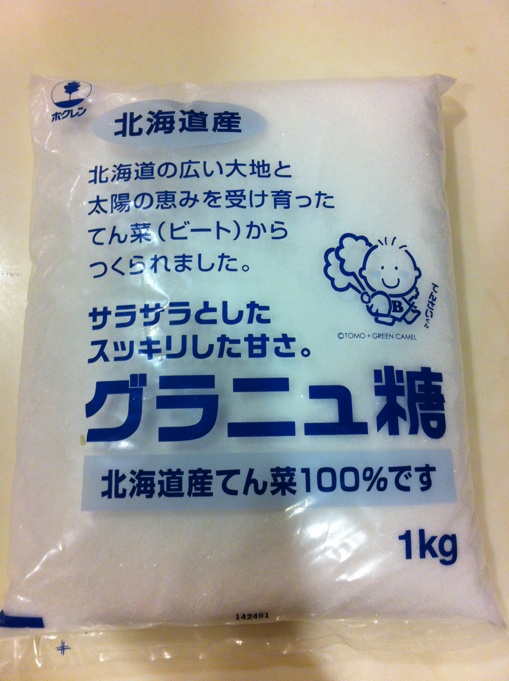 ホクレン
北海道産
北海道の広い大地と
太陽の恵みを受け育った
てん菜(ビート)から
つくられました。
B
©TOMO+GREEN CAMEL
サラサラとした
スッキリした甘さ。
グラニュ糖
北海道産てん菜100%です
1kg
142491